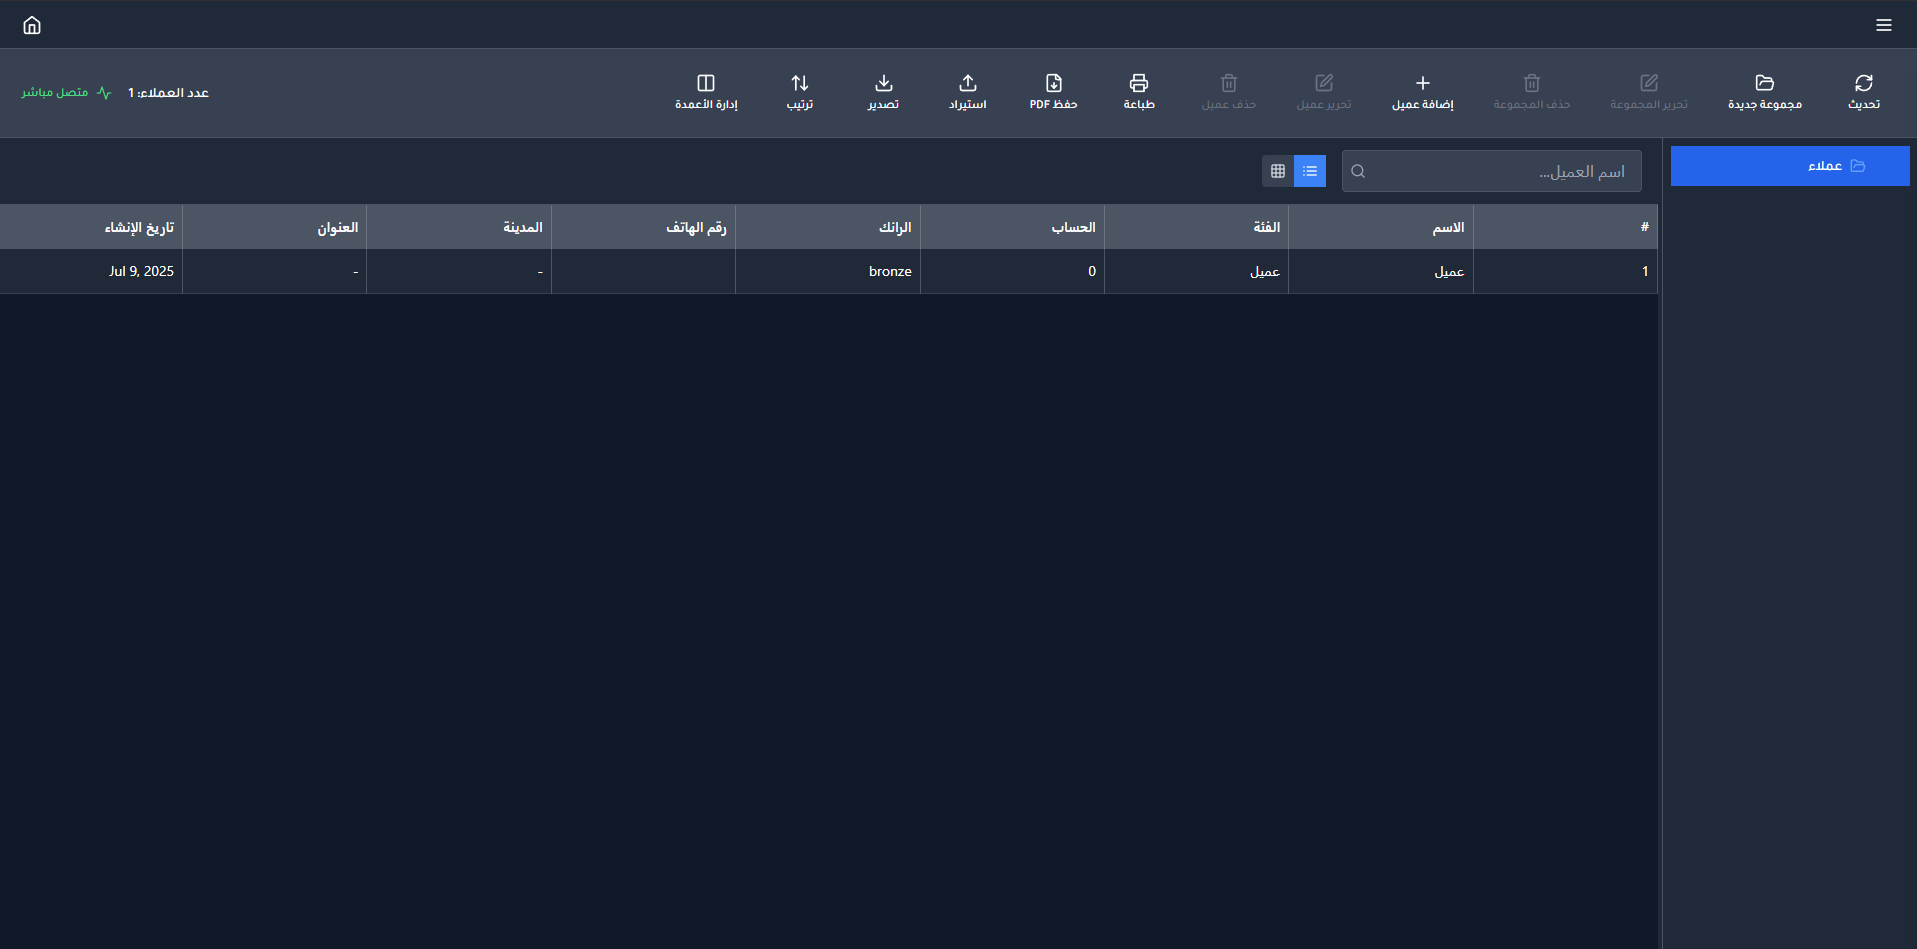 تحديث
مجموعة جديدة
تحرير المجموعة
حذف المجموعة
إضافة عميل
تحرير عميل
حذف عميل
طباعة
حفظ PDF
استيراد
تصدير
ترتيب
إدارة الأعمدة
عدد العملاء: 1
متصل مباشر
عملاء
اسم العميل...
# الاسم الفئة الحساب الرانك رقم الهاتف المدينة العنوان تاريخ الإنشاء
1 عميل عميل 0 bronze - - Jul 9, 2025